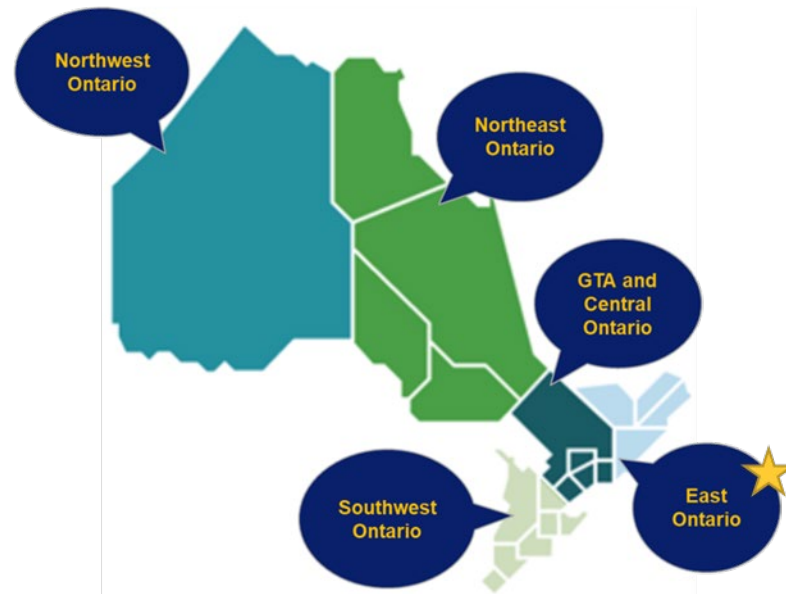 Northwest
Ontario
Northeast
Ontario
GTA and
Central
Ontario
Southwest
Ontario
East
Ontario